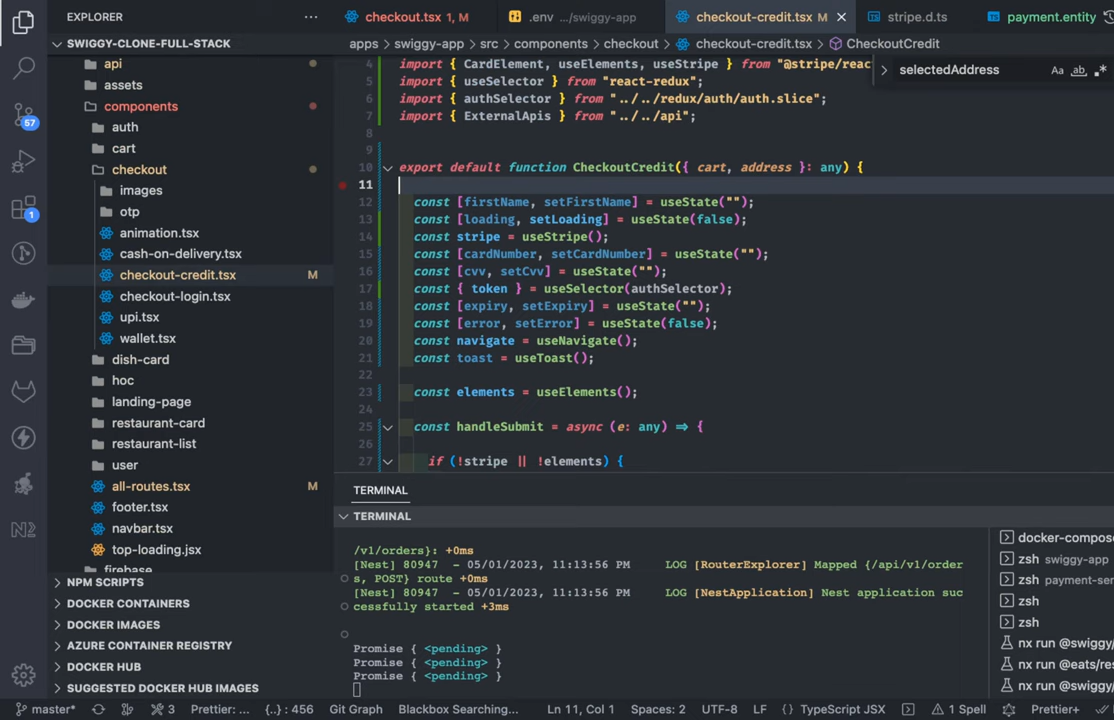 EXPLORER
SWIGGY-CLONE-FULL-STACK
api
assets
components
auth
cart
checkout
images
otp
animation.tsx
cash-on-delivery.tsx
checkout-credit.tsx M
checkout-login.tsx
upi.tsx
wallet.tsx
dish-card
hoc
landing-page
restaurant-card
restaurant-list
user
all-routes.tsx M
footer.tsx
navbar.tsx
top-loading.jsx
firebase
NPM SCRIPTS
DOCKER CONTAINERS
DOCKER IMAGES
AZURE CONTAINER REGISTRY
DOCKER HUB
SUGGESTED DOCKER HUB IMAGES
57
1
checkout.tsx 1, M
.env .../swiggy-app
checkout-credit.tsx M
stripe.d.ts
payment.entity
apps > swiggy-app > src > components > checkout > checkout-credit.tsx > CheckoutCredit
selectedAddress
Aa
ab
4 import { CardElement, useElements, useStripe } from "@stripe/reac
5 import { useSelector } from "react-redux";
6 import { authSelector } from "../../redux/auth/auth.slice";
7 import { ExternalApis } from "../../api";
8
9
10 export default function CheckoutCredit({ cart, address }: any) {
11
12 const [firstName, setFirstName] = useState("");
13 const [loading, setLoading] = useState(false);
14 const stripe = useStripe();
15 const [cardNumber, setCardNumber] = useState("");
16 const [cvv, setCvv] = useState("");
17 const { token } = useSelector(authSelector);
18 const [expiry, setExpiry] = useState("");
19 const [error, setError] = useState(false);
20 const navigate = useNavigate();
21 const toast = useToast();
22
23 const elements = useElements();
24
25 const handleSubmit = async (e: any) => {
26
27 if (!stripe || !elements) {
TERMINAL
TERMINAL
/v1/orders}: +0ms
[Nest] 80947 - 05/01/2023, 11:13:56 PM LOG [RouterExplorer] Mapped {/api/v1/order
s, POST} route +0ms
[Nest] 80947 - 05/01/2023, 11:13:56 PM LOG [NestApplication] Nest application suc
cessfully started +3ms
Promise { <pending> }
Promise { <pending> }
Promise { <pending> }
docker-compose
zsh swiggy-app
zsh payment-se
zsh
zsh
nx run @swiggy/
nx run @eats/res
nx run @swiggy/
master*
3
Prettier: ...
{..} : 456
Git Graph
Blackbox Searching...
Ln 11, Col 1
Spaces: 2
UTF-8
LF
{ } TypeScript JSX
1 Spell
Prettier+